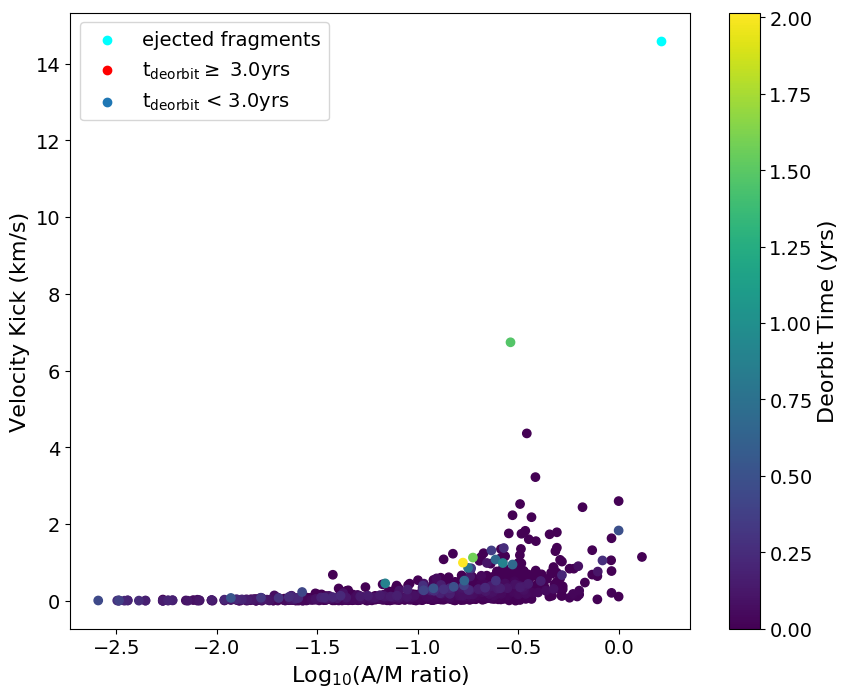 ejected fragments
t_deorbit ≥ 3.0yrs
t_deorbit < 3.0yrs
Velocity Kick (km/s)
14
12
10
8
6
4
2
0
−2.5 −2.0 −1.5 −1.0 −0.5 0.0
Log₁₀(A/M ratio)
2.00
1.75
1.50
1.25
1.00
0.75
0.50
0.25
0.00
Deorbit Time (yrs)